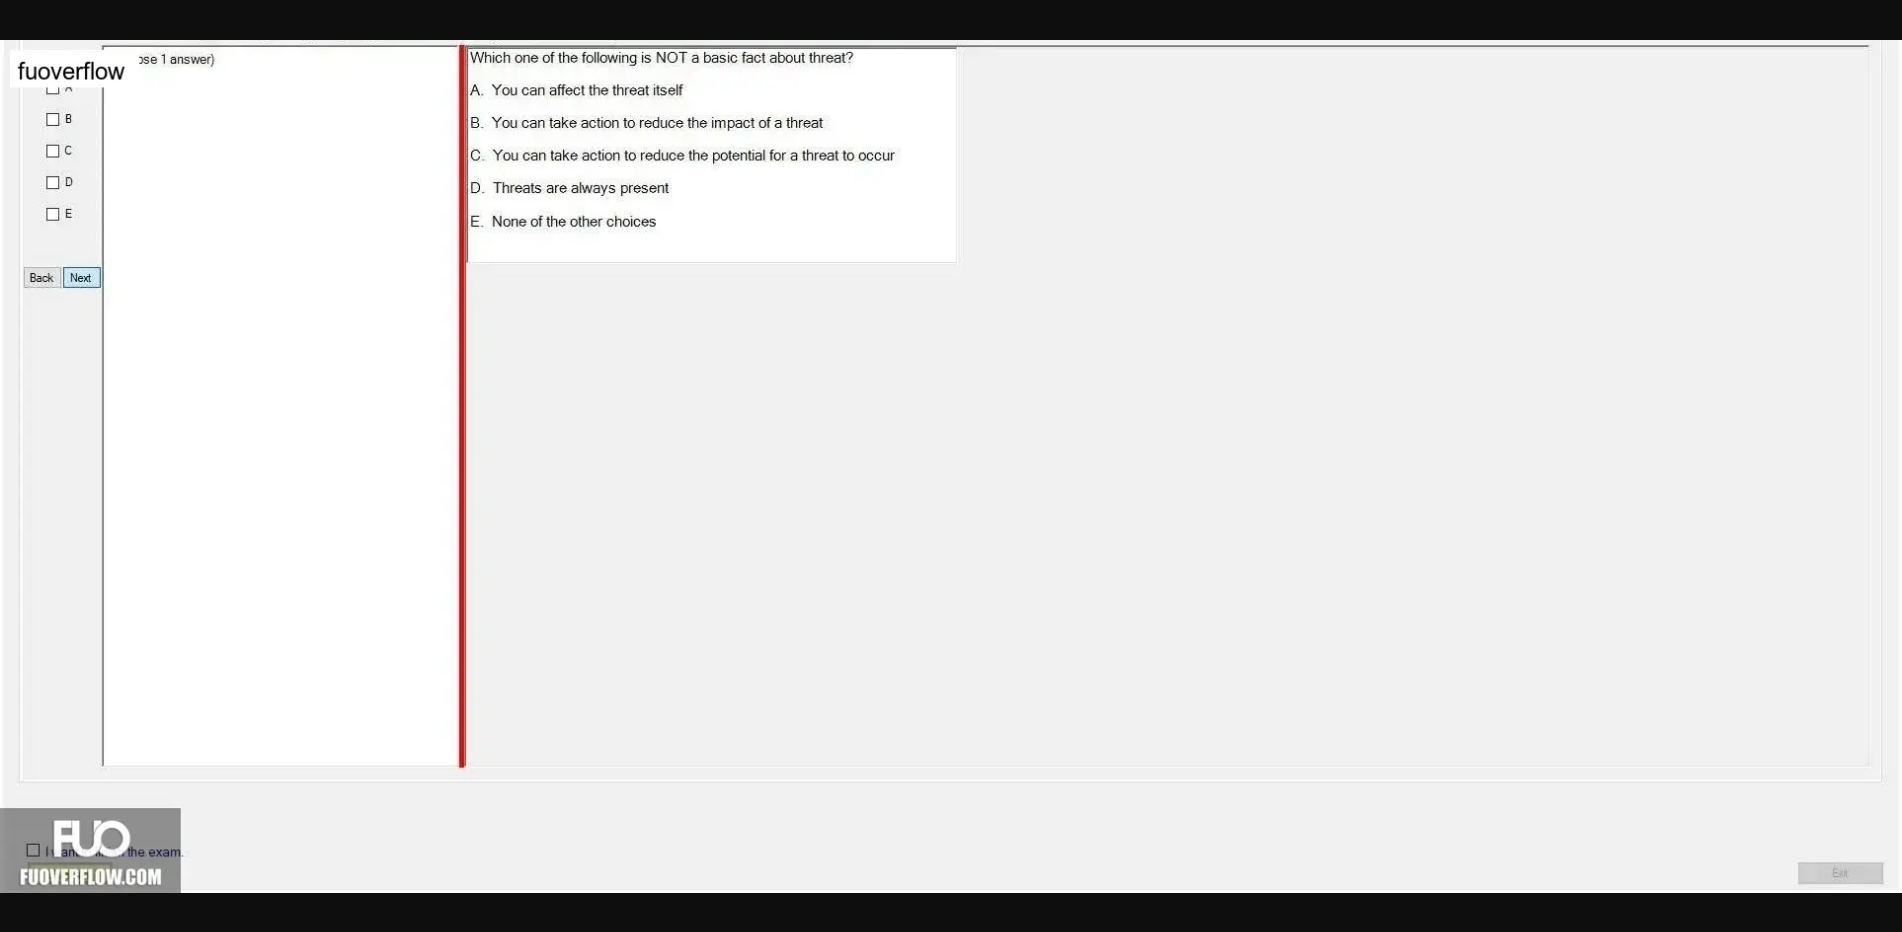 fuoverflow
ose 1 answer)
A
B
C
D
E
Back Next
Which one of the following is NOT a basic fact about threat?
A. You can affect the threat itself
B. You can take action to reduce the impact of a threat
C. You can take action to reduce the potential for a threat to occur
D. Threats are always present
E. None of the other choices
FUO
I the exam.
FUOVERFLOW.COM
Exit